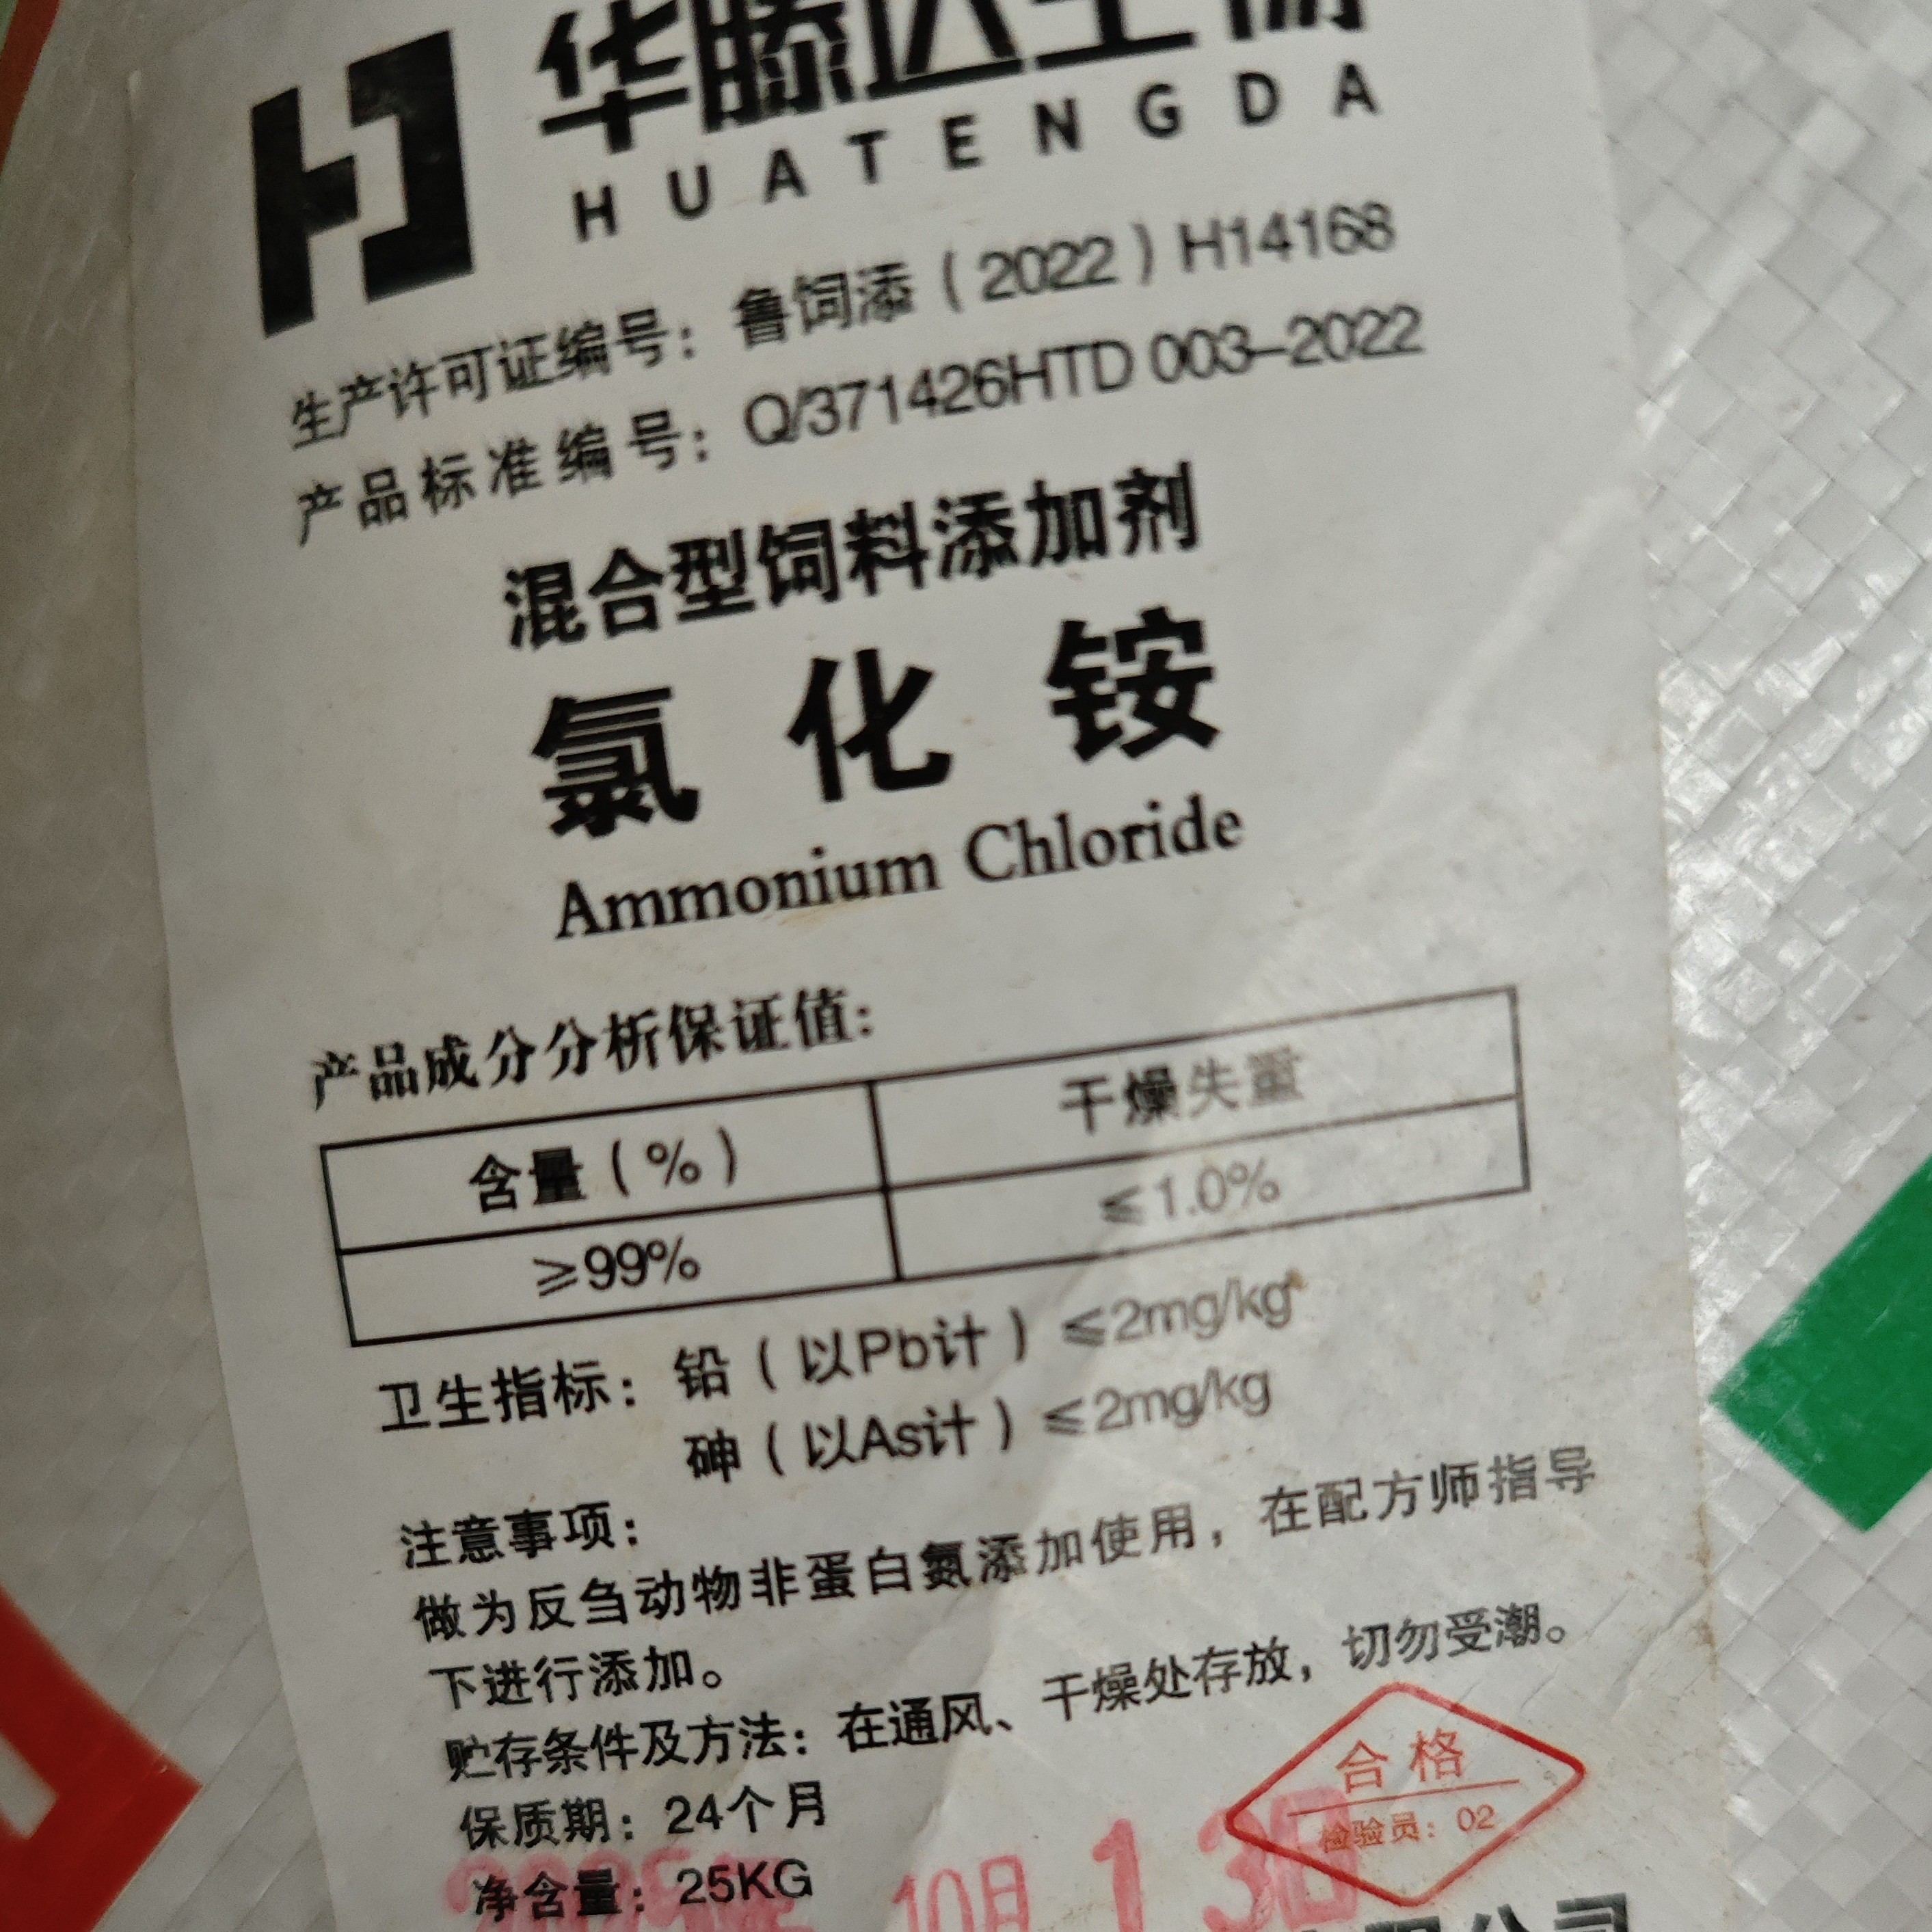 华滕达生物
HUATENGDA
生产许可证编号：鲁饲添（2022）H14168
产品标准编号：Q/371426HTD 003-2022
混合型饲料添加剂
氯化铵
Ammonium Chloride
产品成分分析保证值：
含量（%） 干燥失重
≥99% ≤1.0%
卫生指标：铅（以Pb计）≤2mg/kg
砷（以As计）≤2mg/kg
注意事项：
做为反刍动物非蛋白氮添加使用，在配方师指导
下进行添加。
贮存条件及方法：在通风、干燥处存放，切勿受潮。
保质期：24个月
合格
检验员：02
净含量：25KG
10月13日
公司